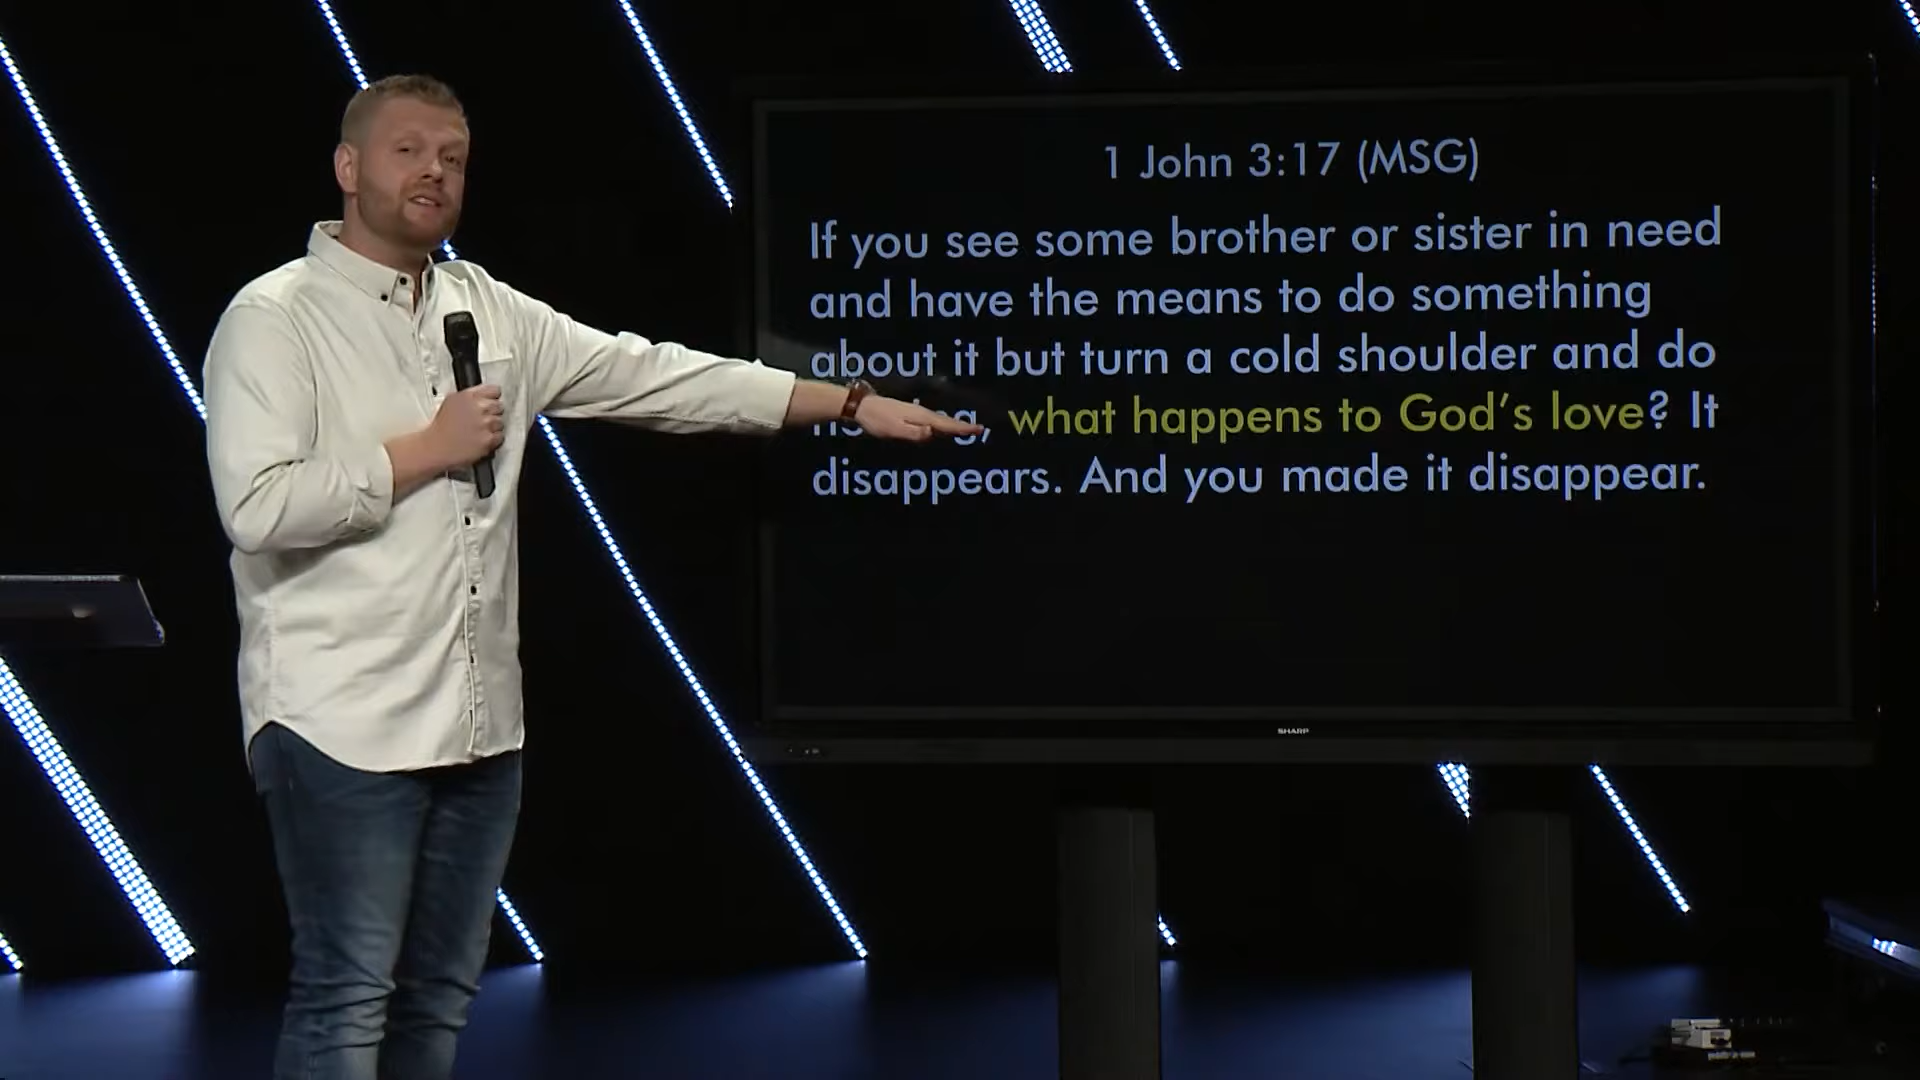 1 John 3:17 (MSG)
If you see some brother or sister in need
and have the means to do something
about it but turn a cold shoulder and do
what happens to God's love? It
disappears. And you made it disappear.
SHARP